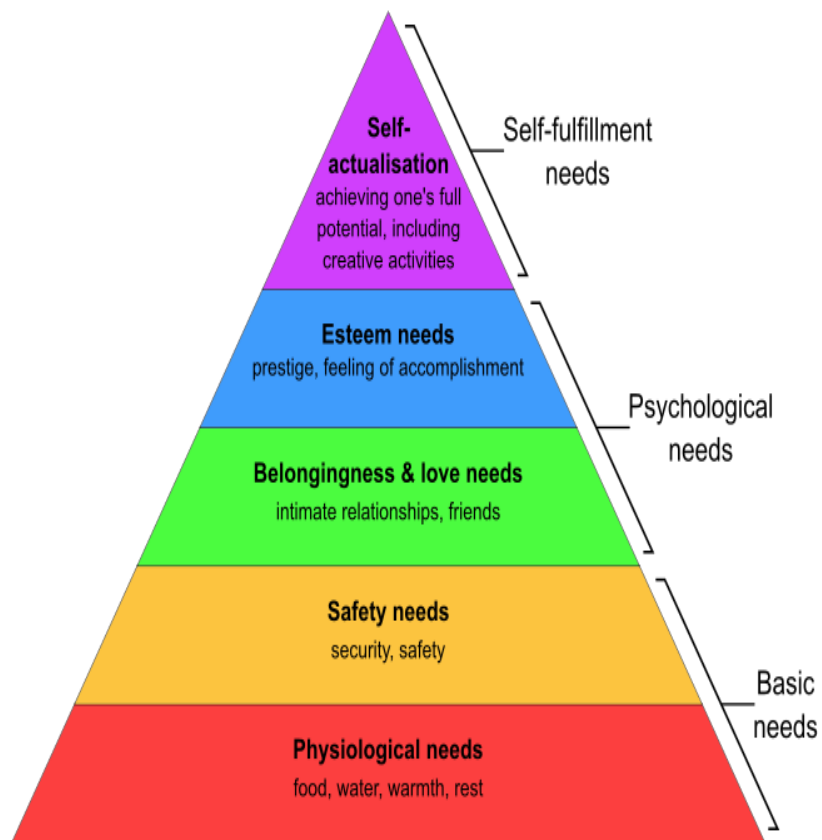 Self-
actualisation
achieving one's full
potential, including
creative activities
Self-fulfillment
needs
Esteem needs
prestige, feeling of accomplishment
Psychological
needs
Belongingness & love needs
intimate relationships, friends
Safety needs
security, safety
Basic
needs
Physiological needs
food, water, warmth, rest